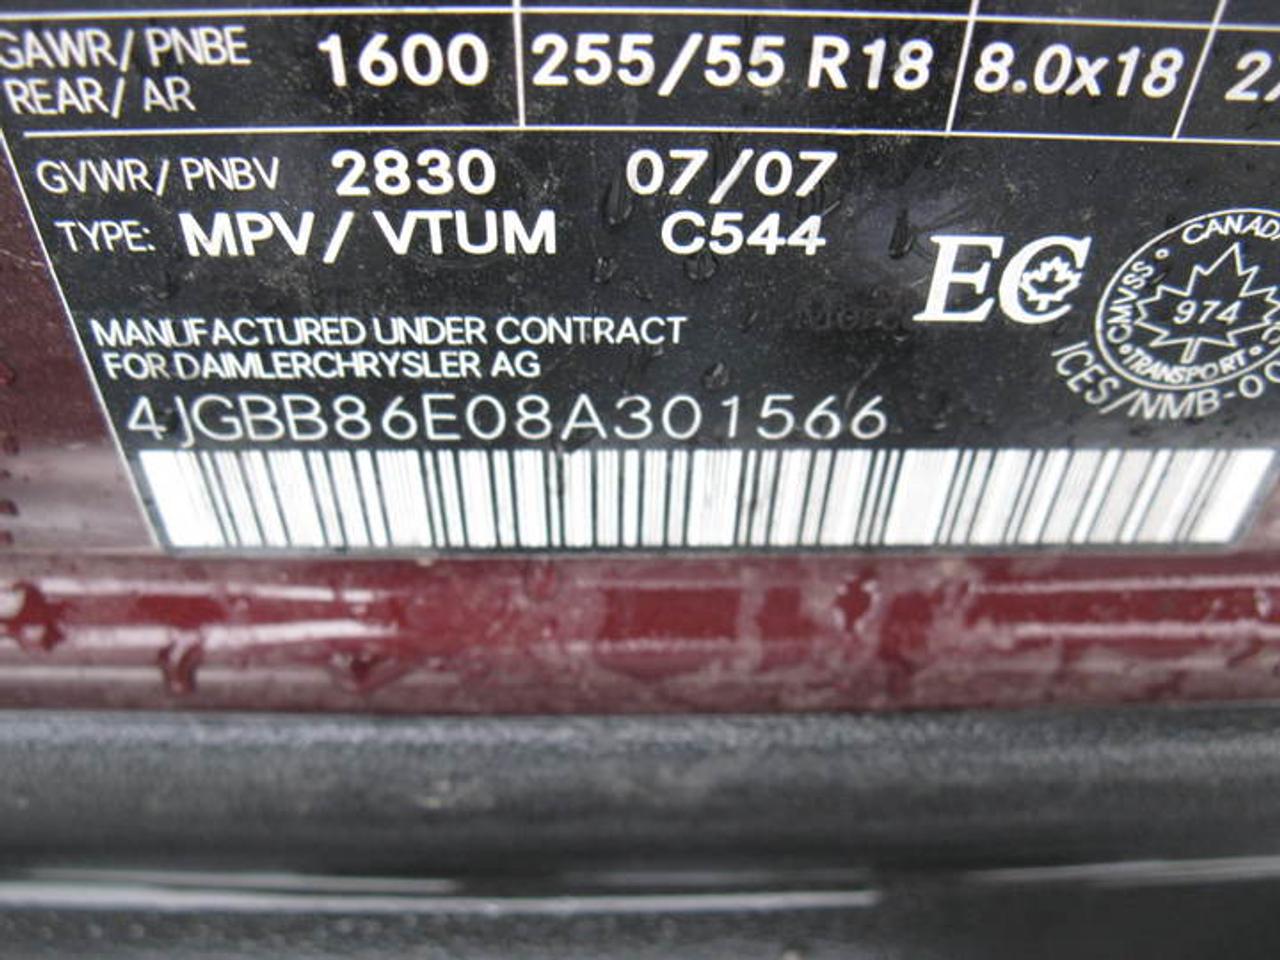 GAWR/ PNBE 1600 255/55 R18 8.0x18
REAR/ AR
GVWR/ PNBV 2830 07/07
TYPE: MPV/ VTUM C544
EC
CANADA
CMVSS
974
TRANSPORT
ICES/NMB-00
MANUFACTURED UNDER CONTRACT
FOR DAIMLERCHRYSLER AG
4JGBB86E08A301566